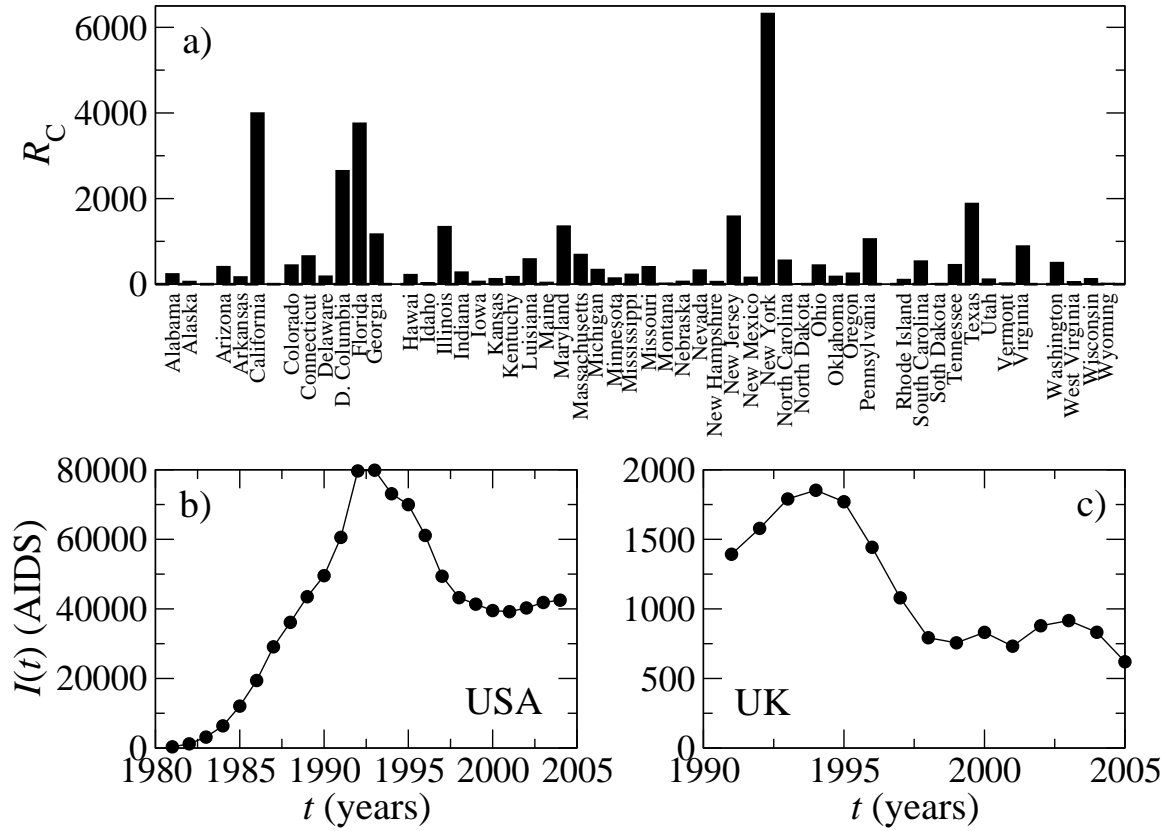 6000
4000
2000
0
R_C
a)
Alabama
Alaska
Arizona
Arkansas
California
Colorado
Connecticut
Delaware
D. Columbia
Florida
Georgia
Hawai
Idaho
Illinois
Indiana
Iowa
Kansas
Kentuchy
Luisiana
Maine
Maryland
Massachusetts
Michigan
Minnesota
Mississippi
Missouri
Montana
Nebraska
Nevada
New Hampshire
New Jersey
New Mexico
New York
North Carolina
North Dakota
Ohio
Oklahoma
Oregon
Pennsylvania
Rhode Island
South Carolina
Soth Dakota
Tennessee
Texas
Utah
Vermont
Virginia
Washington
West Virginia
Wisconsin
Wyoming
80000
60000
40000
20000
0
I(t) (AIDS)
b)
USA
1980 1985 1990 1995 2000 2005
t (years)
2000
1500
1000
500
0
c)
UK
1990 1995 2000 2005
t (years)